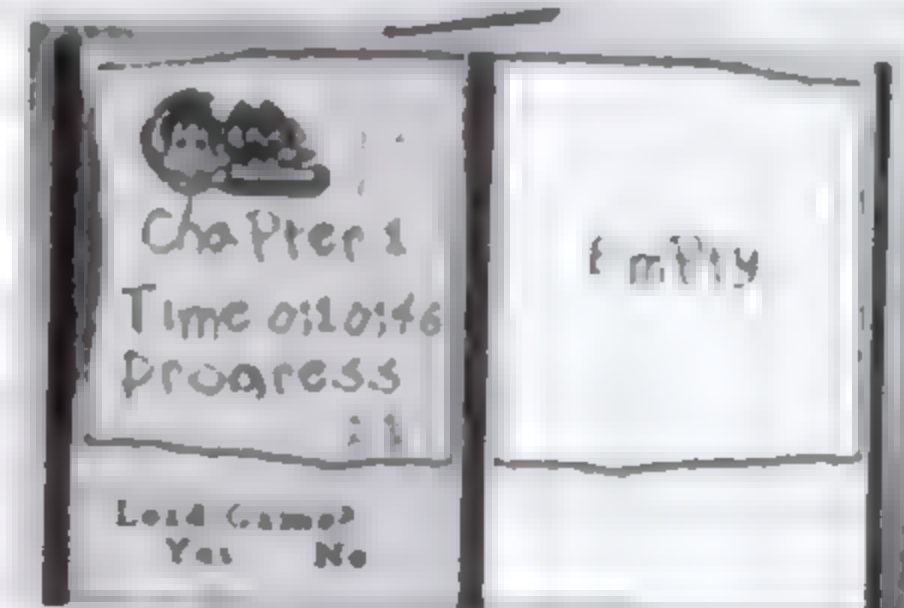 Chapter 1
Time 0:10:46
Progress
Empty
Load Game?
Yes No